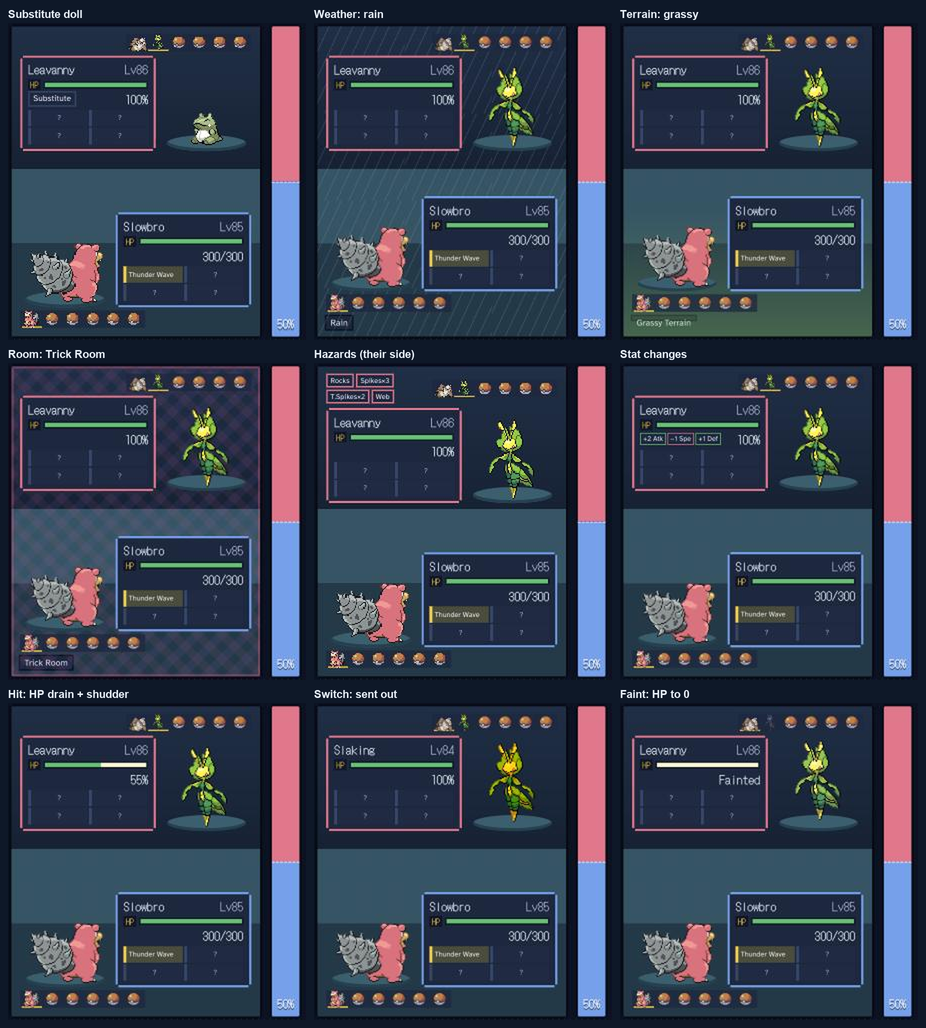 Substitute doll
Leavanny Lv86
HP
Substitute 100%
? ?
? ?
Slowbro Lv85
HP
300/300
Thunder Wave ?
? ?
50%
Weather: rain
Leavanny Lv86
HP
100%
? ?
? ?
Slowbro Lv85
HP
300/300
Thunder Wave ?
? ?
Rain
50%
Terrain: grassy
Leavanny Lv86
HP
100%
? ?
? ?
Slowbro Lv85
HP
300/300
Thunder Wave ?
? ?
Grassy Terrain
50%
Room: Trick Room
Leavanny Lv86
HP
100%
? ?
? ?
Slowbro Lv85
HP
300/300
Thunder Wave ?
? ?
Trick Room
50%
Hazards (their side)
Rocks Spikes×3
T.Spikes×2 Web
Leavanny Lv86
HP
100%
? ?
? ?
Slowbro Lv85
HP
300/300
Thunder Wave ?
? ?
50%
Stat changes
Leavanny Lv86
HP
+2 Atk −1 Spe +1 Def 100%
? ?
? ?
Slowbro Lv85
HP
300/300
Thunder Wave ?
? ?
50%
Hit: HP drain + shudder
Leavanny Lv86
HP
55%
? ?
? ?
Slowbro Lv85
HP
300/300
Thunder Wave ?
? ?
50%
Switch: sent out
Slaking Lv84
HP
100%
? ?
? ?
Slowbro Lv85
HP
300/300
Thunder Wave ?
? ?
50%
Faint: HP to 0
Leavanny Lv86
HP
Fainted
? ?
? ?
Slowbro Lv85
HP
300/300
Thunder Wave ?
? ?
50%